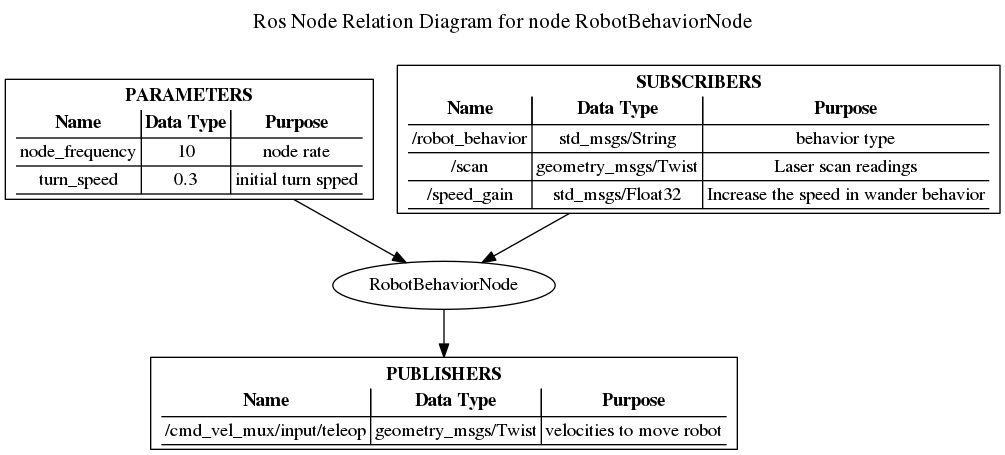 Ros Node Relation Diagram for node RobotBehaviorNode
PARAMETERS
Name Data Type Purpose
node_frequency 10 node rate
turn_speed 0.3 initial turn spped
SUBSCRIBERS
Name Data Type Purpose
/robot_behavior std_msgs/String behavior type
/scan geometry_msgs/Twist Laser scan readings
/speed_gain std_msgs/Float32 Increase the speed in wander behavior
RobotBehaviorNode
PUBLISHERS
Name Data Type Purpose
/cmd_vel_mux/input/teleop geometry_msgs/Twist velocities to move robot